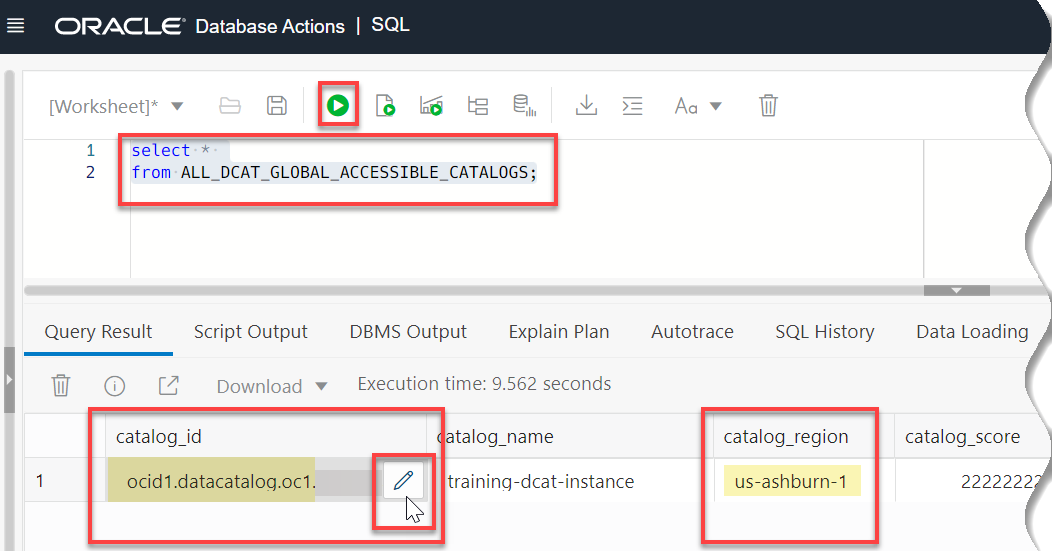 ORACLE® Database Actions | SQL
[Worksheet]* Aa
1 select *
2 from ALL_DCAT_GLOBAL_ACCESSIBLE_CATALOGS;
Query Result Script Output DBMS Output Explain Plan Autotrace SQL History Data Loading
Download Execution time: 9.562 seconds
catalog_id catalog_name catalog_region catalog_score
1 ocid1.datacatalog.oc1. training-dcat-instance us-ashburn-1 22222222